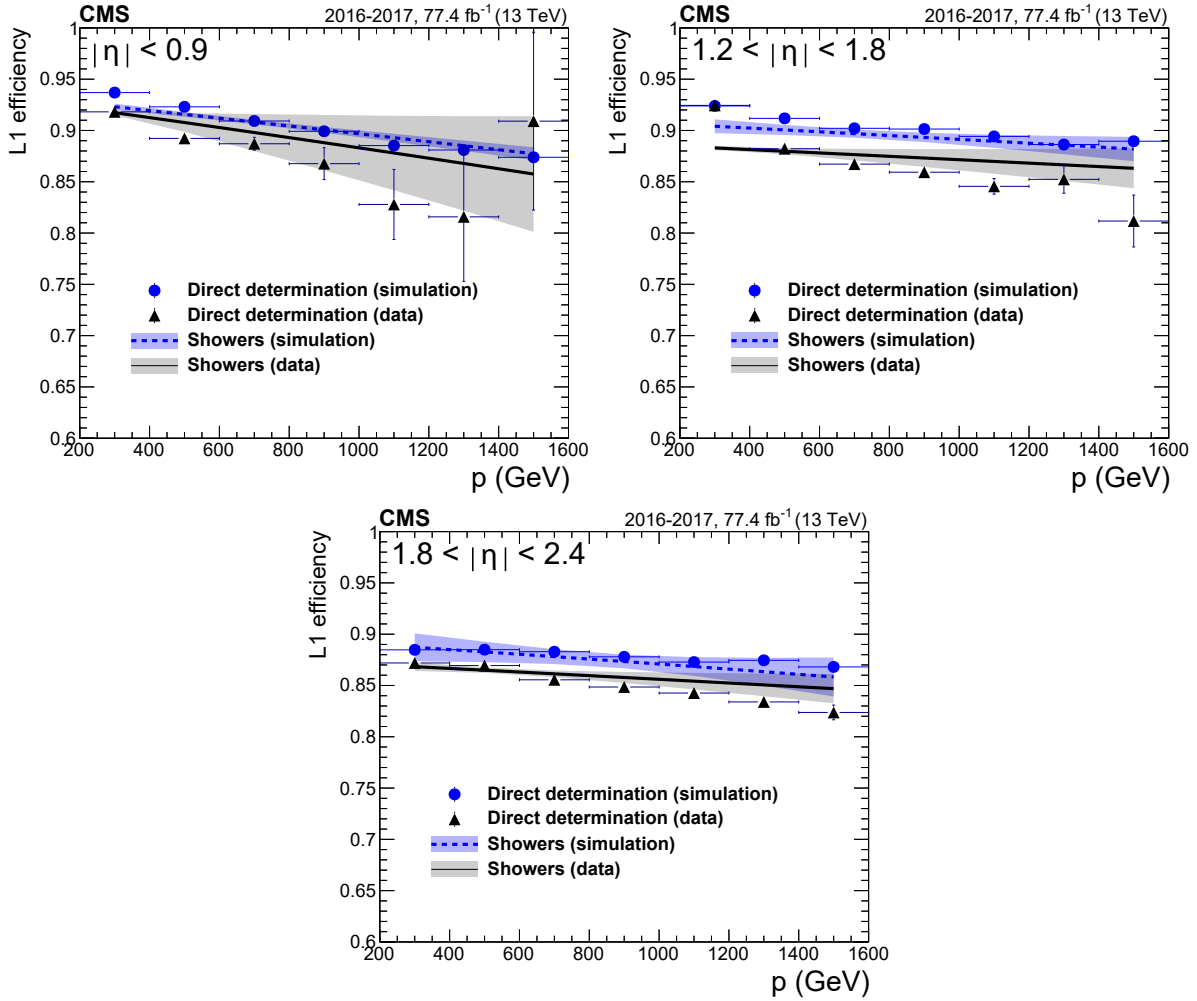 CMS 2016-2017, 77.4 fb-1 (13 TeV)
|η| < 0.9
L1 efficiency
1
0.95
0.9
0.85
0.8
0.75
0.7
0.65
0.6
Direct determination (simulation)
Direct determination (data)
Showers (simulation)
Showers (data)
200 400 600 800 1000 1200 1400 1600
p (GeV)
CMS 2016-2017, 77.4 fb-1 (13 TeV)
1.2 < |η| < 1.8
L1 efficiency
1
0.95
0.9
0.85
0.8
0.75
0.7
0.65
0.6
Direct determination (simulation)
Direct determination (data)
Showers (simulation)
Showers (data)
200 400 600 800 1000 1200 1400 1600
p (GeV)
CMS 2016-2017, 77.4 fb-1 (13 TeV)
1.8 < |η| < 2.4
L1 efficiency
1
0.95
0.9
0.85
0.8
0.75
0.7
0.65
0.6
Direct determination (simulation)
Direct determination (data)
Showers (simulation)
Showers (data)
200 400 600 800 1000 1200 1400 1600
p (GeV)